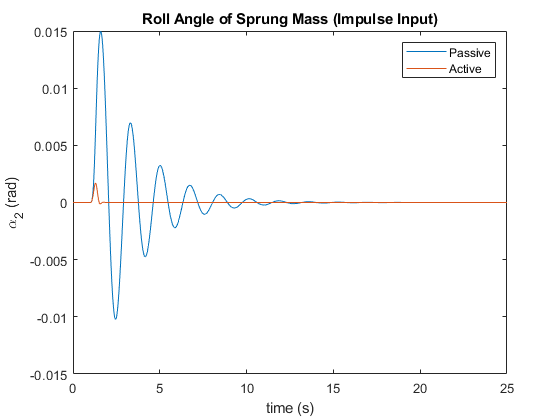 Roll Angle of Sprung Mass (Impulse Input)
0.015
Passive
Active
0.01
0.005
0
-0.005
-0.01
-0.015
α2 (rad)
0 5 10 15 20 25
time (s)